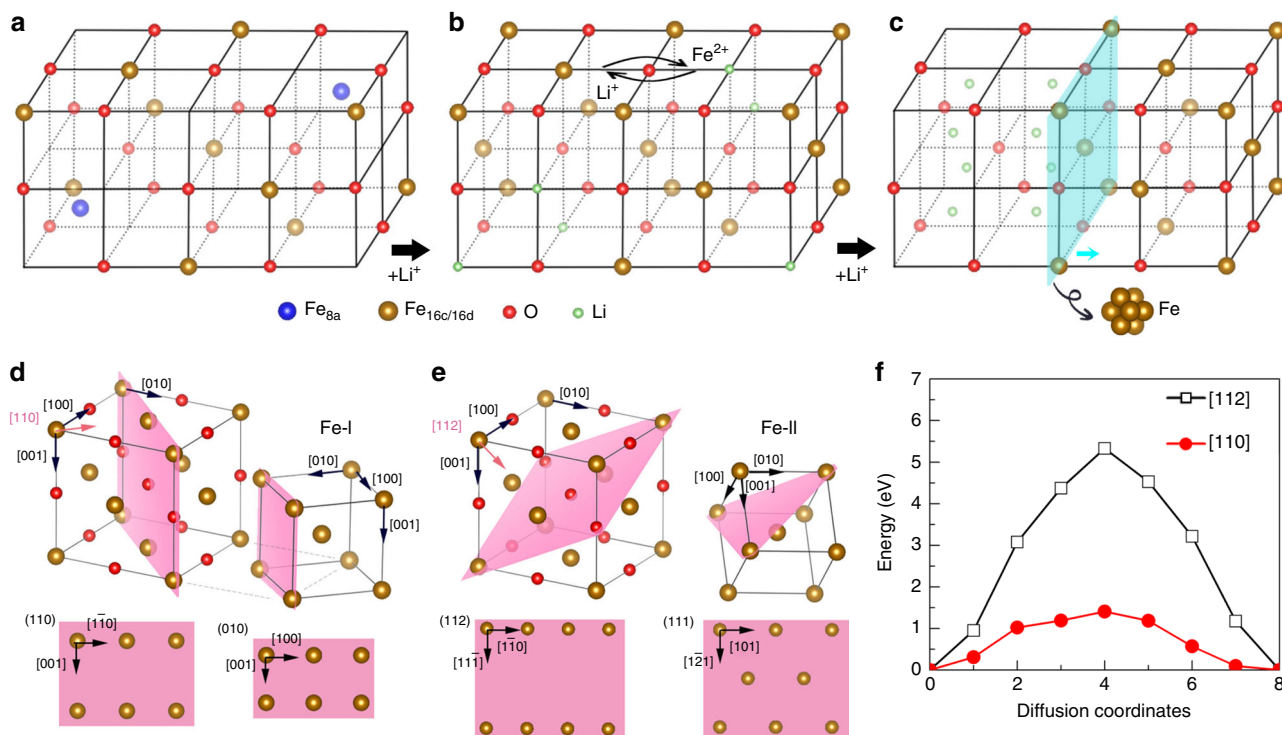 a
b
c
Fe²⁺
Li⁺
+Li⁺
+Li⁺
Fe
Fe₈ₐ
Fe₁₆c/₁₆d
O
Li
d
[010]
[100]
[110]
[001]
Fe-I
[010]
[100]
[001]
(110)
[11̄0]
[001]
(010)
[100]
[001]
e
[010]
[100]
[112]
[001]
Fe-II
[010]
[100]
[001]
(112)
[11̄0]
[111̄]
(111)
[101]
[12̄1]
f
7
6
5
4
3
2
1
0
Energy (eV)
[112]
[110]
0
2
4
6
8
Diffusion coordinates